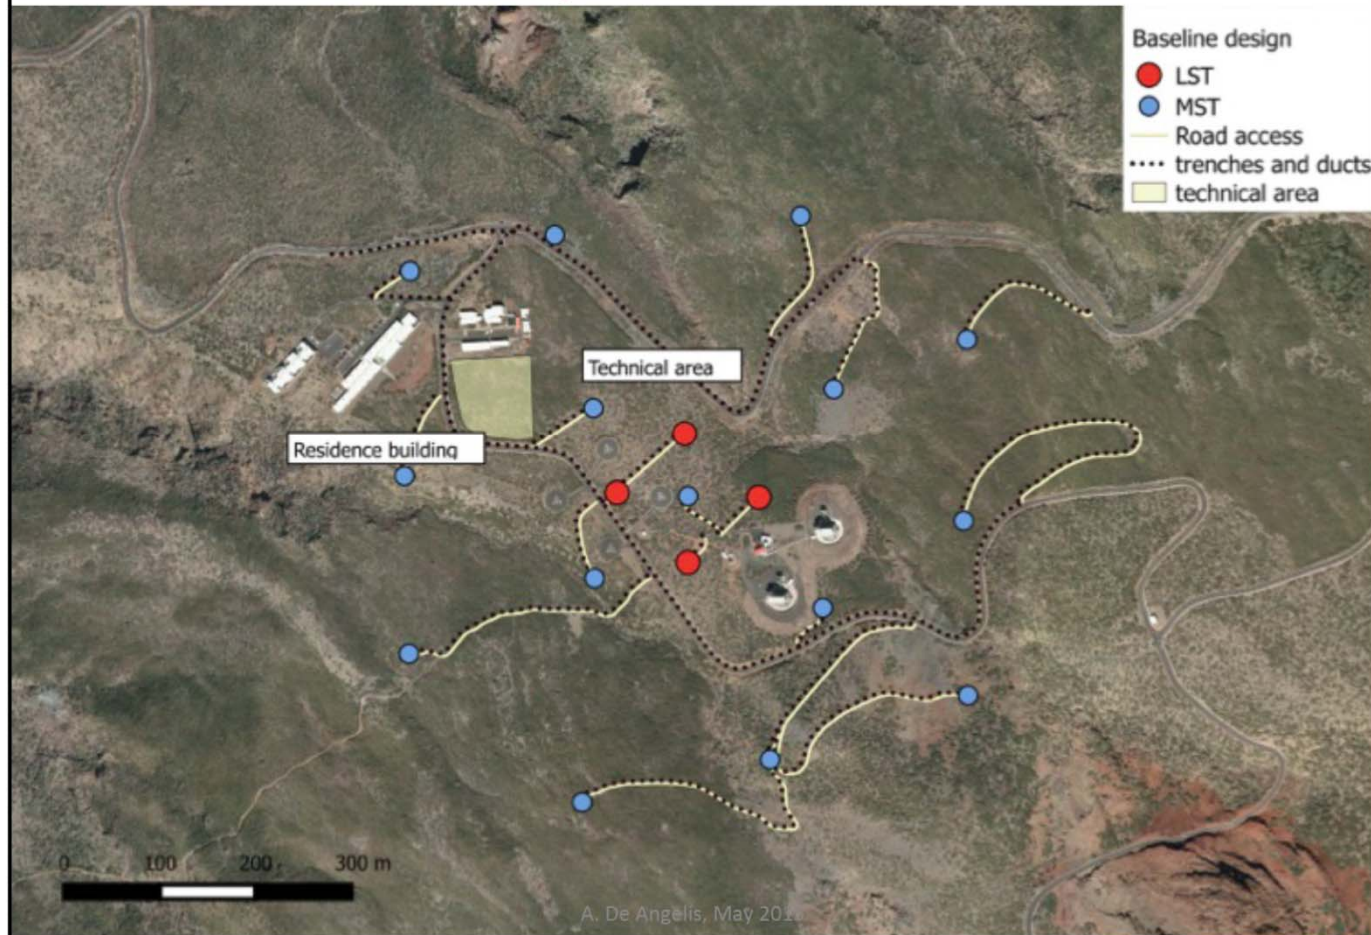 Baseline design
LST
MST
Road access
trenches and ducts
technical area
Technical area
Residence building
0 100 200 300 m
A. De Angelis, May